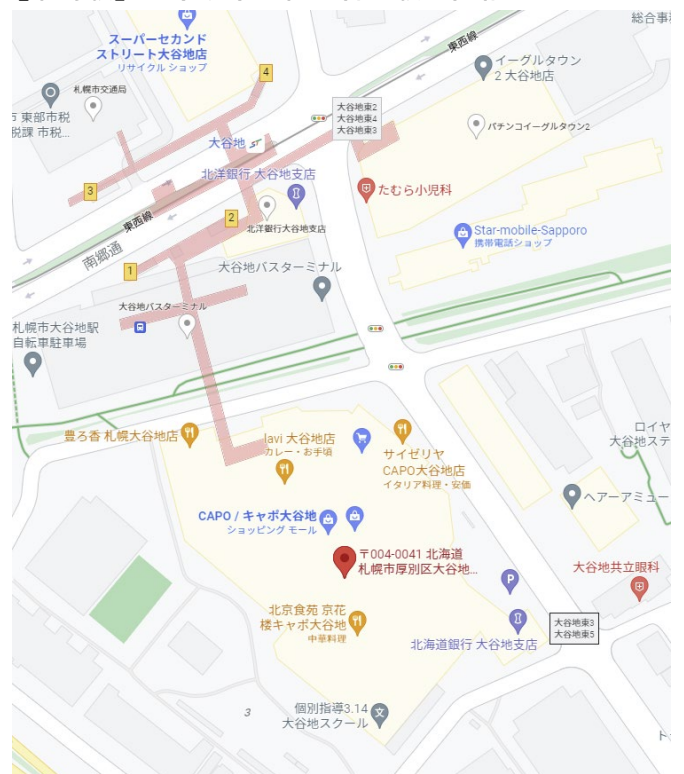 総合事務
スーパーセカンド
ストリート大谷地店
リサイクル ショップ
東西線
イーグルタウン
2 大谷地店
4
札幌市交通局
市 東部市税
税課 市税...
大谷地東2
大谷地東4
大谷地東3
パチンコイーグルタウン2
大谷地
北洋銀行 大谷地支店
3
たむら小児科
東西線
2
北洋銀行大谷地支店
Star-mobile-Sapporo
携帯電話ショップ
南郷通
1
大谷地バスターミナル
大谷地バスターミナル
札幌市大谷地駅
自転車駐車場
豊ろ香 札幌大谷地店
lavi 大谷地店
カレー・お手頃
サイゼリヤ
CAPO大谷地店
イタリア料理・安価
ロイヤ
大谷地ステ
ヘアーアミュー
CAPO / キャポ大谷地
ショッピング モール
〒004-0041 北海道
札幌市厚別区大谷地...
大谷地共立眼科
P
北京食苑 京花
楼キャポ大谷地
中華料理
大谷地東3
大谷地東5
北海道銀行 大谷地支店
3
個別指導3.14
大谷地スクール
文